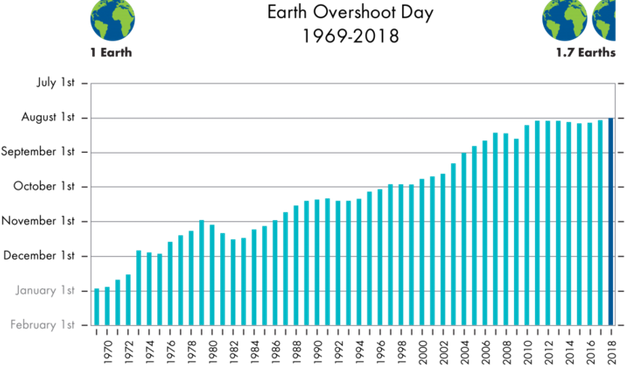 Earth Overshoot Day
1969-2018
1 Earth
1.7 Earths
July 1st
August 1st
September 1st
October 1st
November 1st
December 1st
January 1st
February 1st
1970
1972
1974
1976
1978
1980
1982
1984
1986
1988
1990
1992
1994
1996
1998
2000
2002
2004
2006
2008
2010
2012
2014
2016
2018